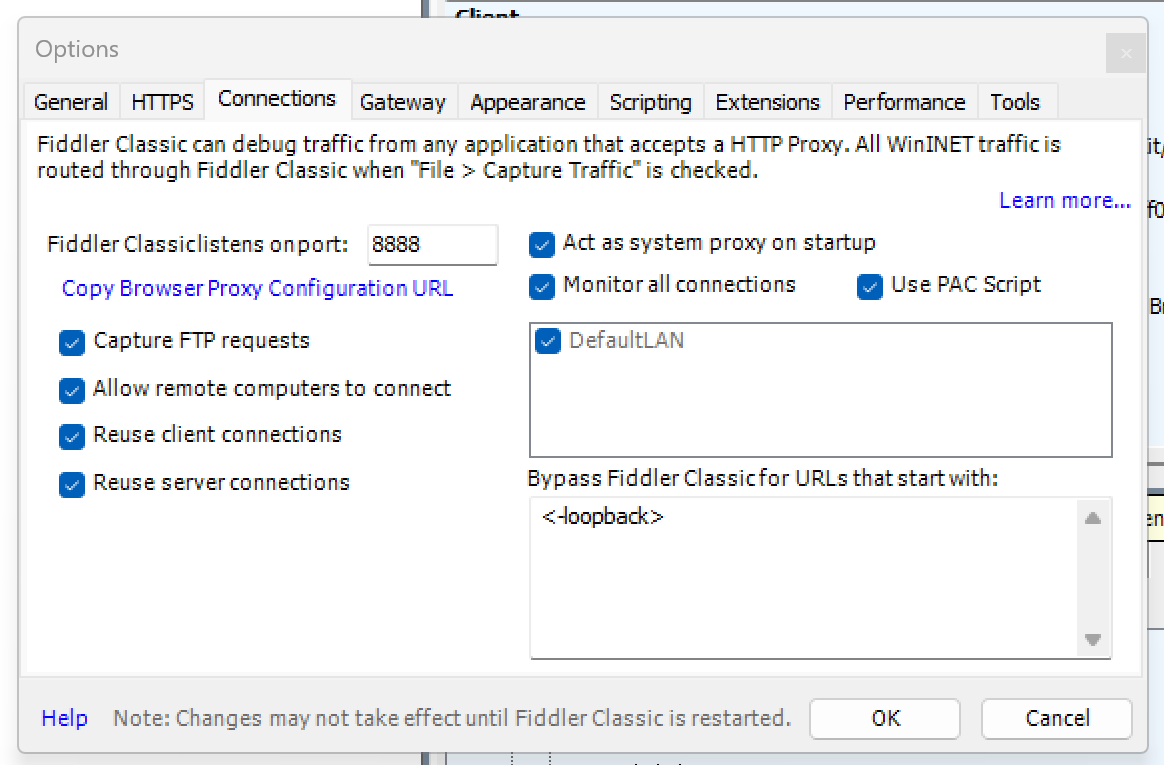 Client
Options
General HTTPS Connections Gateway Appearance Scripting Extensions Performance Tools
Fiddler Classic can debug traffic from any application that accepts a HTTP Proxy. All WinINET traffic is
routed through Fiddler Classic when "File > Capture Traffic" is checked.
Learn more...
Fiddler Classic listens on port: 8888
Copy Browser Proxy Configuration URL
Capture FTP requests
Allow remote computers to connect
Reuse client connections
Reuse server connections
Act as system proxy on startup
Monitor all connections Use PAC Script
DefaultLAN
Bypass Fiddler Classic for URLs that start with:
<-loopback>
Help Note: Changes may not take effect until Fiddler Classic is restarted. OK Cancel